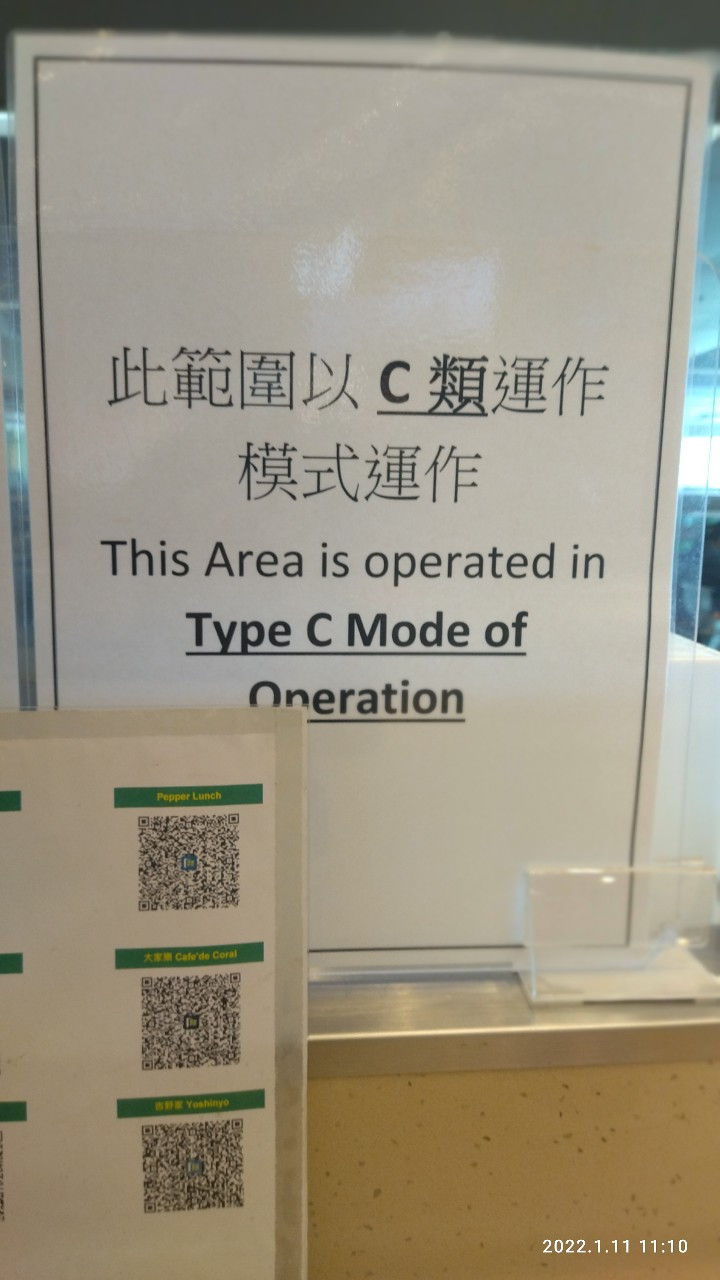 此範圍以 C 類運作
模式運作
This Area is operated in
Type C Mode of
Operation
Pepper Lunch
大家樂 Cafe'de Coral
吉野家 Yoshinyo
2022.1.11 11:10